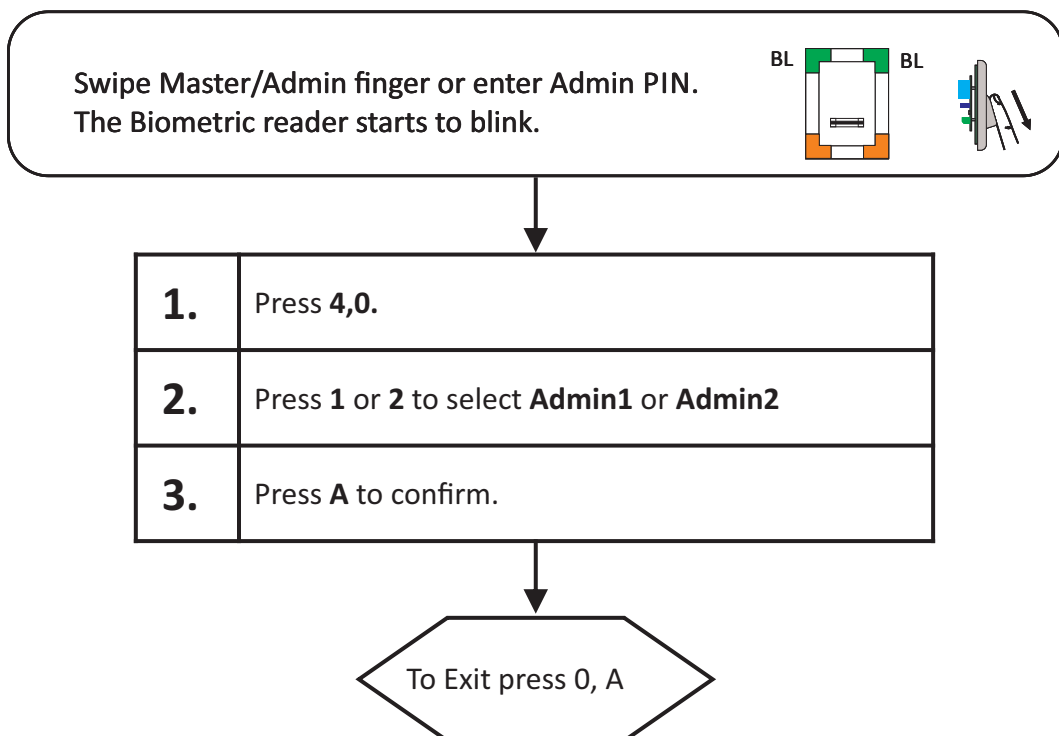 Swipe Master/Admin finger or enter Admin PIN.
The Biometric reader starts to blink.
BL
BL
1. Press 4,0.
2. Press 1 or 2 to select Admin1 or Admin2
3. Press A to confirm.
To Exit press 0, A